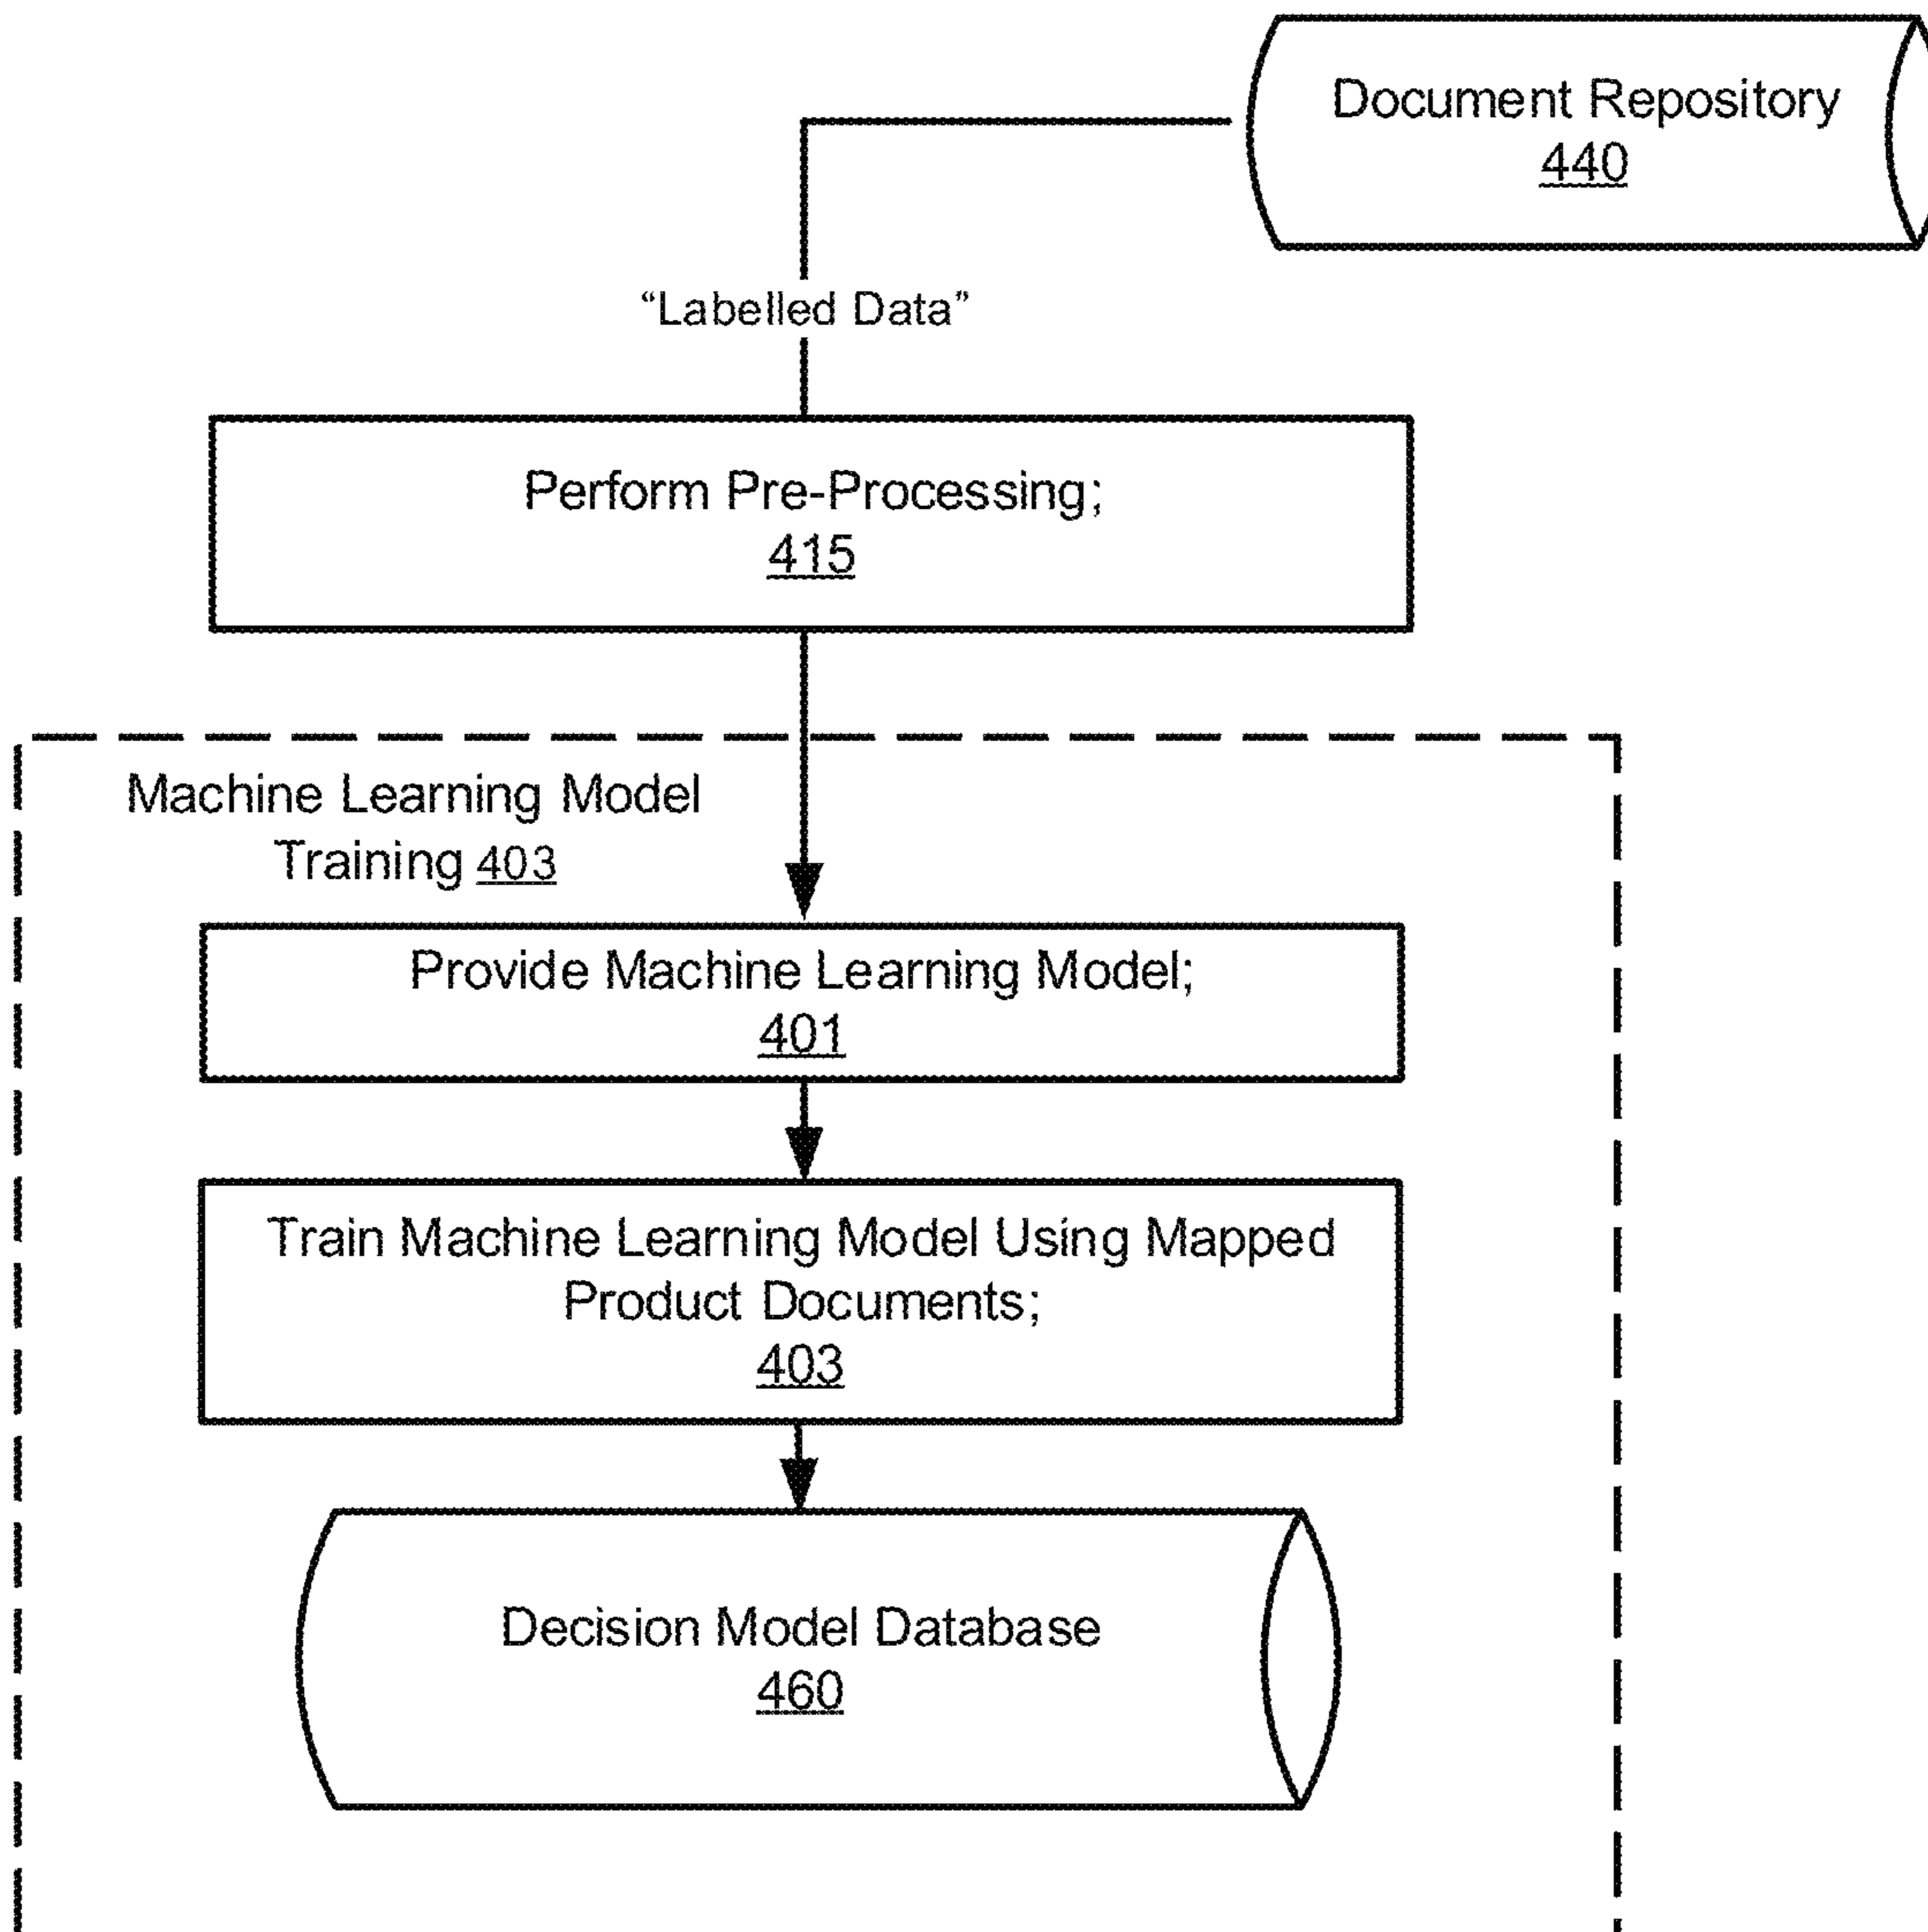 Document Repository
440
“Labelled Data”
Perform Pre-Processing;
415
Machine Learning Model
Training 403
Provide Machine Learning Model;
401
Train Machine Learning Model Using Mapped
Product Documents;
403
Decision Model Database
460